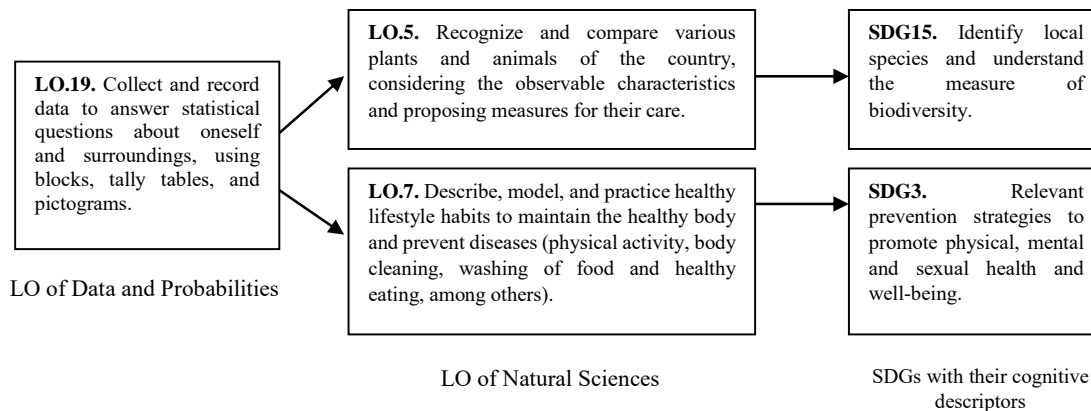 LO.19. Collect and record
data to answer statistical
questions about oneself
and surroundings, using
blocks, tally tables, and
pictograms.
LO of Data and Probabilities
LO.5. Recognize and compare various
plants and animals of the country,
considering the observable characteristics
and proposing measures for their care.
LO.7. Describe, model, and practice healthy
lifestyle habits to maintain the healthy body
and prevent diseases (physical activity, body
cleaning, washing of food and healthy
eating, among others).
LO of Natural Sciences
SDG15. Identify local
species and understand
the measure of
biodiversity.
SDG3. Relevant
prevention strategies to
promote physical, mental
and sexual health and
well-being.
SDGs with their cognitive
descriptors